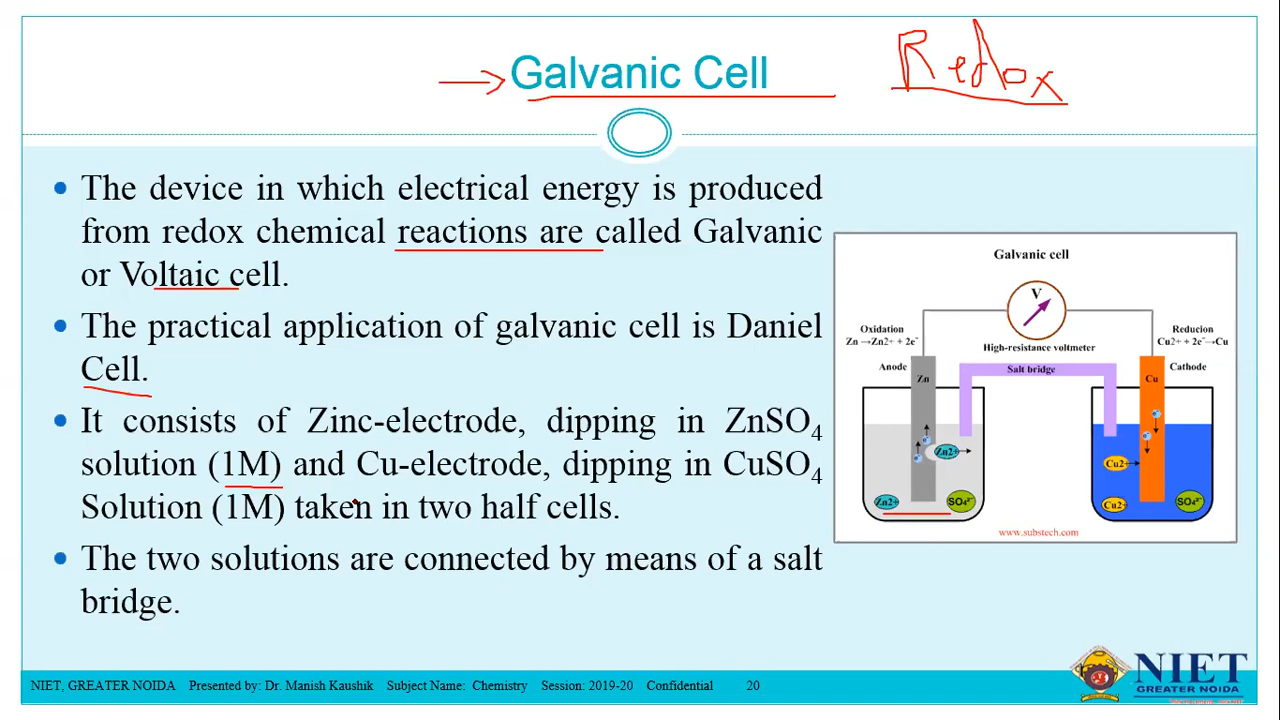 Galvanic Cell
Redox
The device in which electrical energy is produced
from redox chemical reactions are called Galvanic
or Voltaic cell.
The practical application of galvanic cell is Daniel
Cell.
It consists of Zinc-electrode, dipping in ZnSO4
solution (1M) and Cu-electrode, dipping in CuSO4
Solution (1M) taken in two half cells.
The two solutions are connected by means of a salt
bridge.
Galvanic cell
V
Oxidation
Zn →Zn2+ + 2e⁻
High-resistance voltmeter
Reducion
Cu2+ + 2e⁻→Cu
Anode
Zn
Salt bridge
Cu
Cathode
Zn2+
Cu2+
Zn2+
SO4²⁻
Cu2+
SO4²⁻
www.substech.com
NIET
GREATER NOIDA
NIET, GREATER NOIDA Presented by: Dr. Manish Kaushik Subject Name: Chemistry Session: 2019-20 Confidential 20